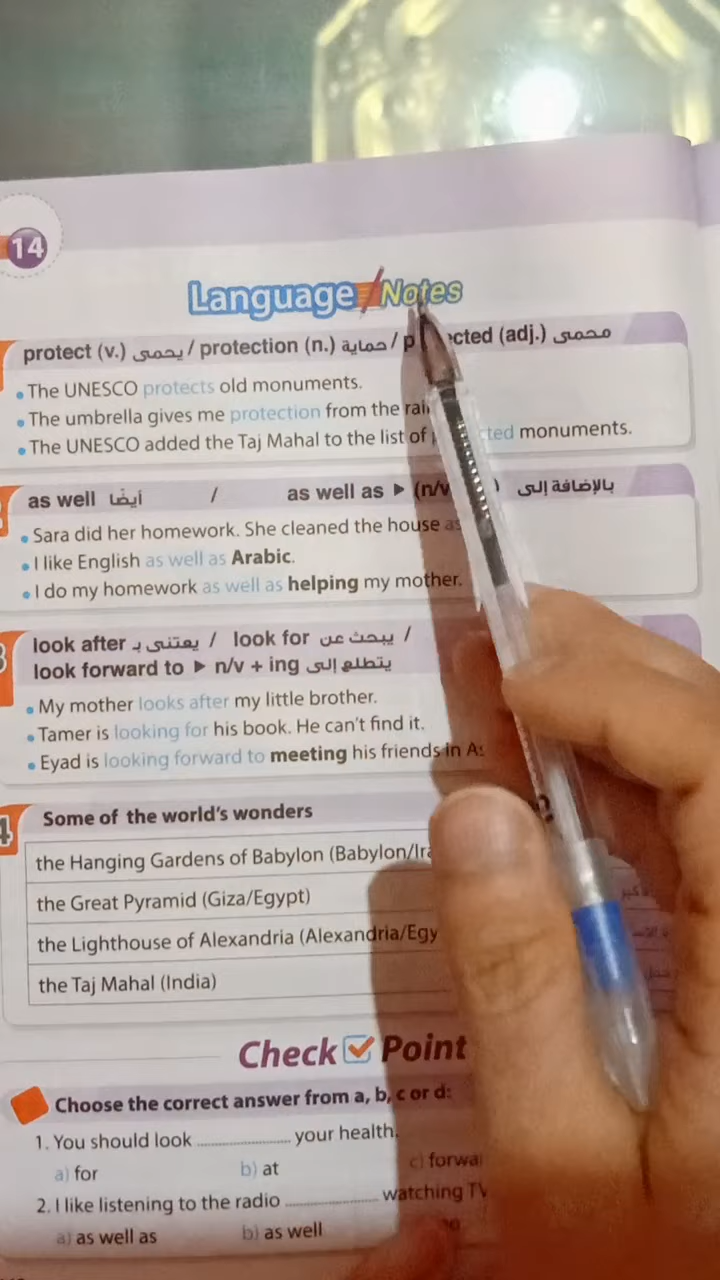 14
Language Notes
protect (v.) يحمى / protection (n.) حماية / (adj.) محمى
• The UNESCO protects old monuments.
• The umbrella gives me protection from the
• The UNESCO added the Taj Mahal to the list of monuments.
as well أيضًا / as well as ▶ بالإضافة إلى
• Sara did her homework. She cleaned the house
• I like English as well as Arabic.
• I do my homework as well as helping my mother.
3
look after يعتنى بـ / look for يبحث عن /
look forward to ▶ n/v + ing يتطلع إلى
• My mother looks after my little brother.
• Tamer is looking for his book. He can't find it.
• Eyad is looking forward to meeting his friends in
4
Some of the world's wonders
the Hanging Gardens of Babylon (Babylon/
the Great Pyramid (Giza/Egypt)
the Lighthouse of Alexandria (Alexandria/
the Taj Mahal (India)
Check Point
Choose the correct answer from a, b, c or d:
1. You should look .................... your health.
a) for b) at c)
2. I like listening to the radio .................... watching TV
a) as well as b) as well